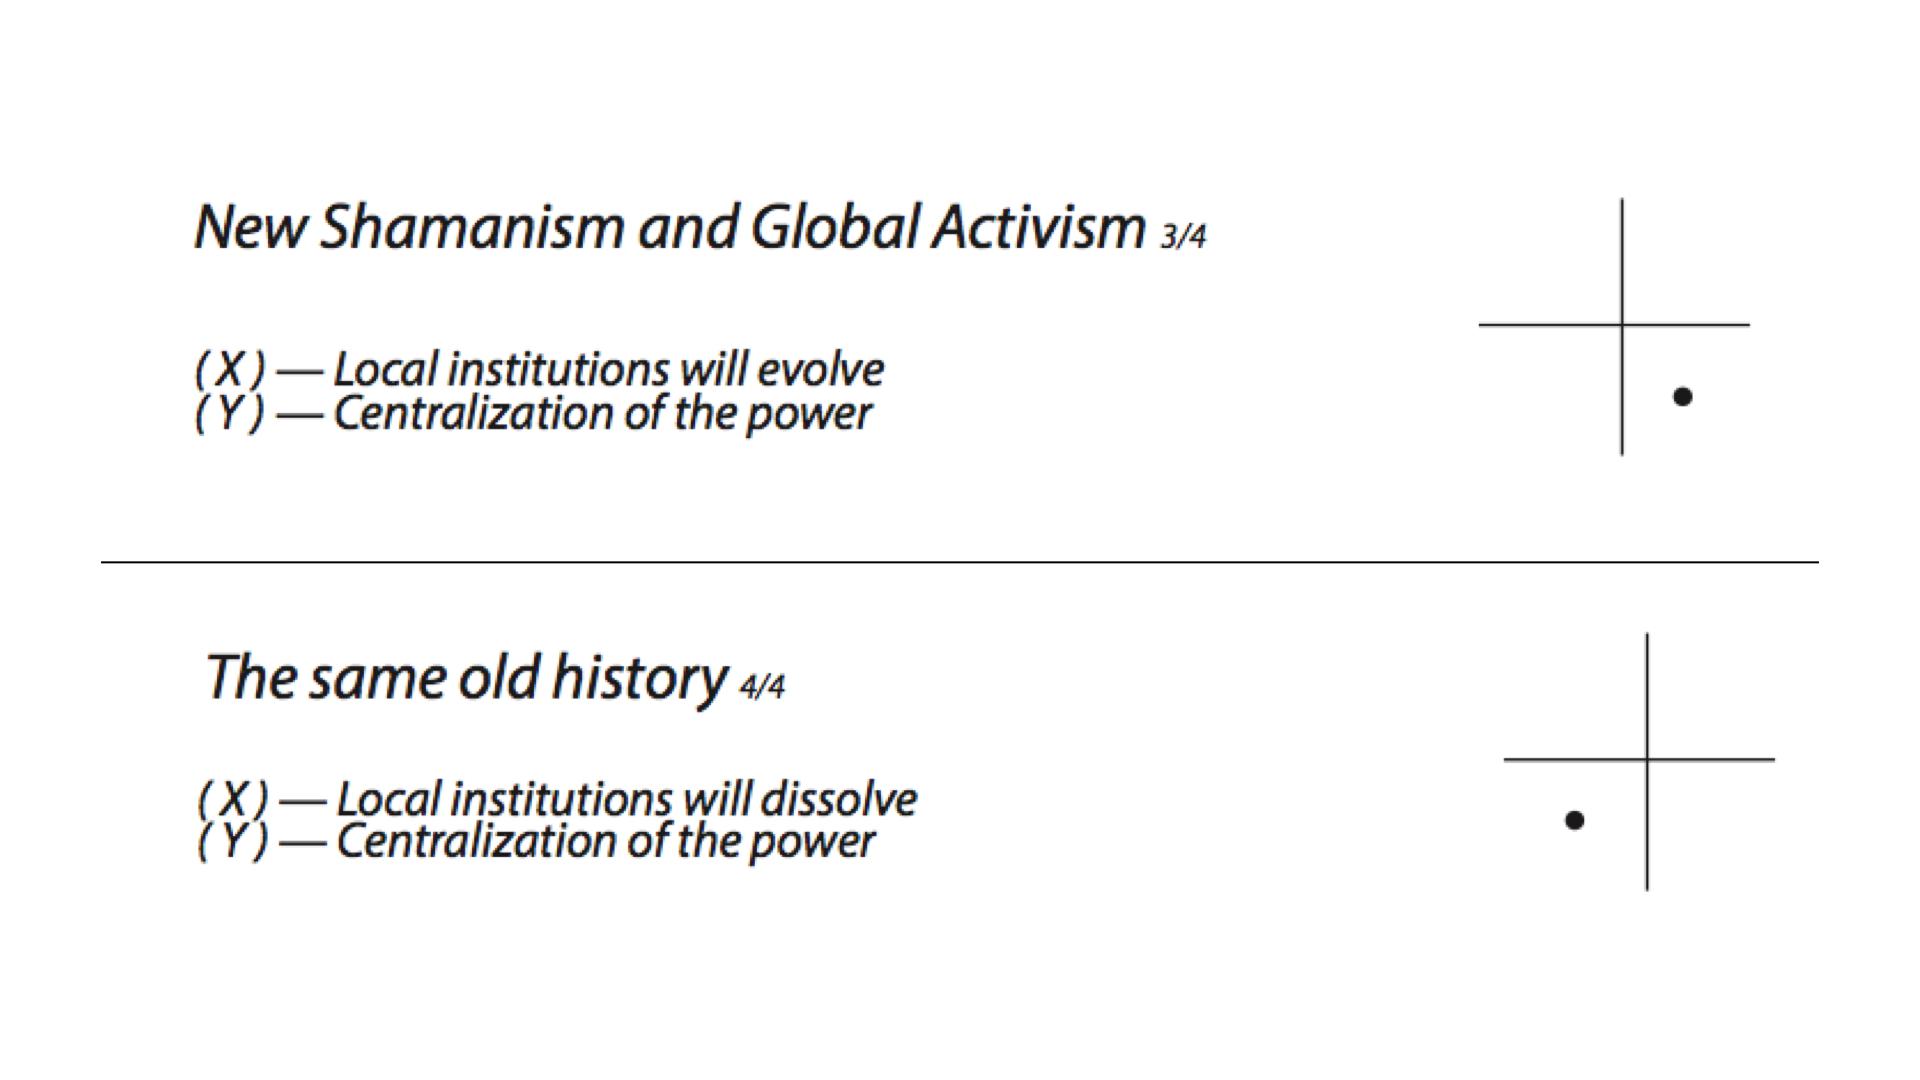 New Shamanism and Global Activism 3/4
( X ) — Local institutions will evolve
( Y ) — Centralization of the power
The same old history 4/4
( X ) — Local institutions will dissolve
( Y ) — Centralization of the power